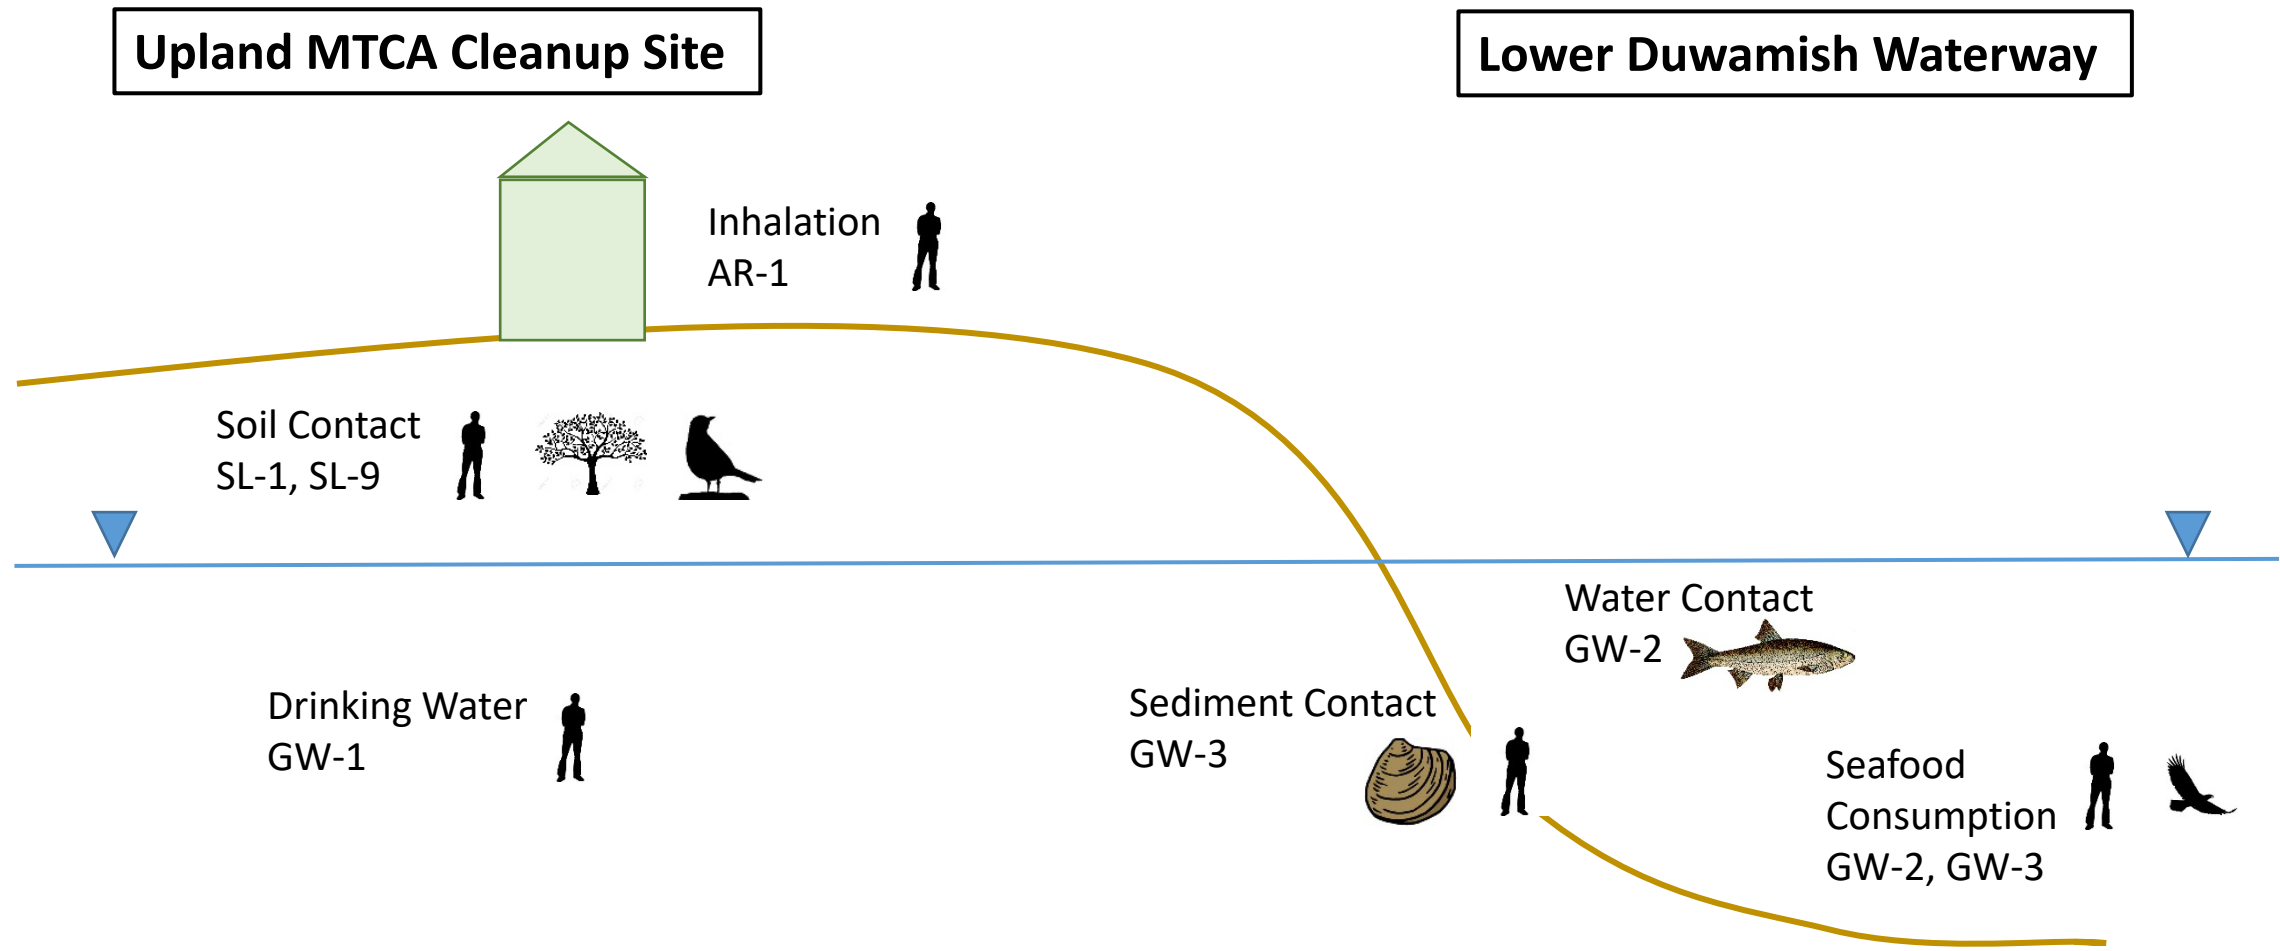 Upland MTCA Cleanup Site
Lower Duwamish Waterway
Inhalation
AR-1
Soil Contact
SL-1, SL-9
Water Contact
GW-2
Drinking Water
GW-1
Sediment Contact
GW-3
Seafood
Consumption
GW-2, GW-3